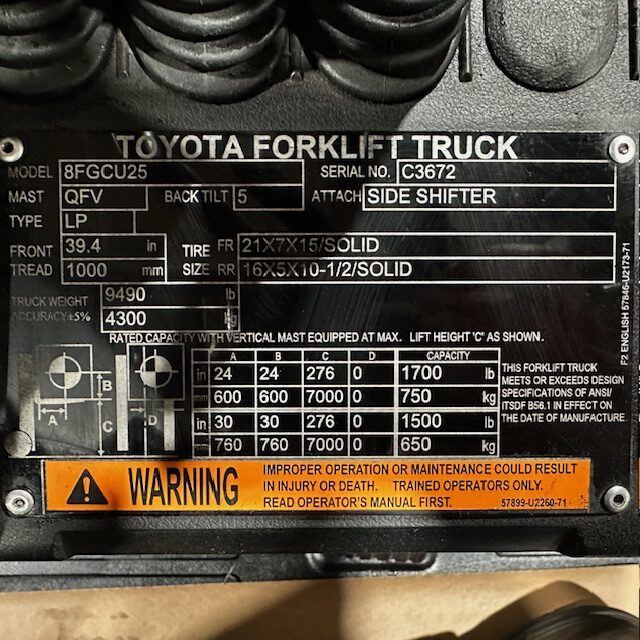 TOYOTA FORKLIFT TRUCK
MODEL 8FGCU25 SERIAL NO. C3672
MAST QFV BACK TILT 5 ATTACH SIDE SHIFTER
TYPE LP
FRONT TREAD 39.4 in 1000 mm
TIRE SIZE FR 21X7X15/SOLID
RR 16X5X10-1/2/SOLID
TRUCK WEIGHT 9490 lb
ACCURACY±5% 4300 kg
RATED CAPACITY WITH VERTICAL MAST EQUIPPED AT MAX. LIFT HEIGHT "C" AS SHOWN.
A B C D CAPACITY
in 24 24 276 0 1700 lb
mm 600 600 7000 0 750 kg
in 30 30 276 0 1500 lb
mm 760 760 7000 0 650 kg
A B C D
THIS FORKLIFT TRUCK
MEETS OR EXCEEDS DESIGN
SPECIFICATIONS OF ANSI/
ITSDF B56.1 IN EFFECT ON
THE DATE OF MANUFACTURE.
F2 ENGLISH 57846-U2173-71
WARNING
IMPROPER OPERATION OR MAINTENANCE COULD RESULT
IN INJURY OR DEATH. TRAINED OPERATORS ONLY.
READ OPERATOR'S MANUAL FIRST. 57899-U2260-71